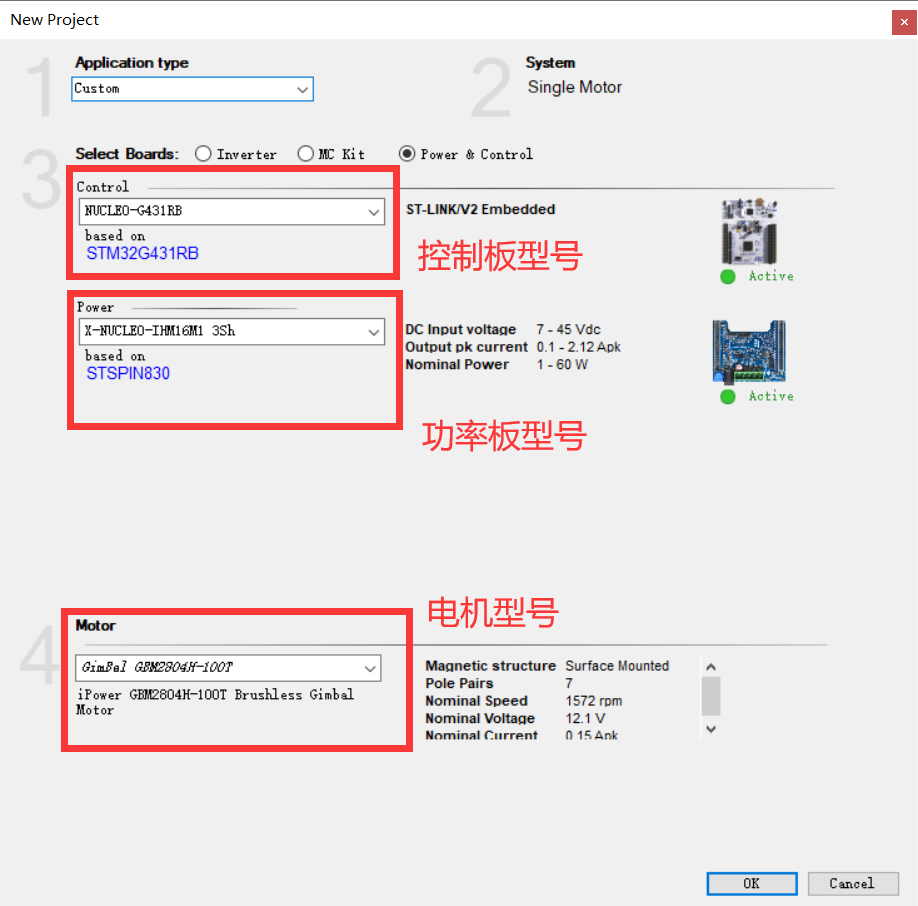 New Project
1
Application type
Custom
2
System
Single Motor
3
Select Boards:
Inverter
MC Kit
Power & Control
Control
NUCLEO-G431RB
based on
STM32G431RB
ST-LINK/V2 Embedded
控制板型号
Active
Power
X-NUCLEO-IHM16M1 3Sh
based on
STSPIN830
DC Input voltage 7 - 45 Vdc
Output pk current 0.1 - 2.12 Apk
Nominal Power 1 - 60 W
Active
功率板型号
电机型号
4
Motor
GimBal GBM2804H-100T
iPower GBM2804H-100T Brushless Gimbal
Motor
Magnetic structure Surface Mounted
Pole Pairs 7
Nominal Speed 1572 rpm
Nominal Voltage 12.1 V
Nominal Current 0.15 Apk
OK
Cancel